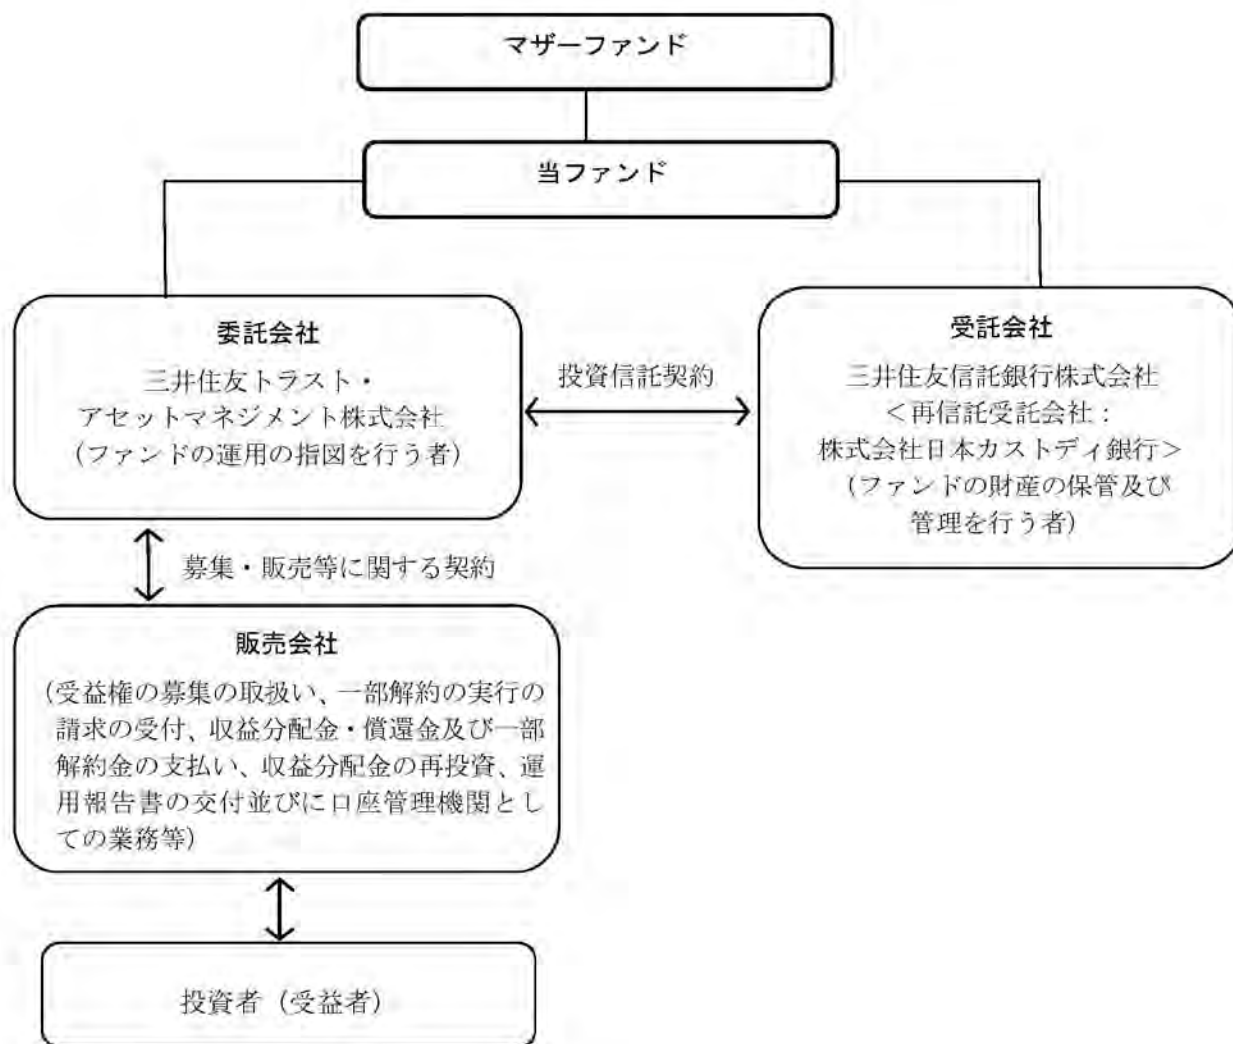 マザーファンド
当ファンド
委託会社
三井住友トラスト・
アセットマネジメント株式会社
（ファンドの運用の指図を行う者）
投資信託契約
受託会社
三井住友信託銀行株式会社
＜再信託受託会社：
株式会社日本カストディ銀行＞
（ファンドの財産の保管及び
管理を行う者）
募集・販売等に関する契約
販売会社
（受益権の募集の取扱い、一部解約の実行の
請求の受付、収益分配金・償還金及び一部
解約金の支払い、収益分配金の再投資、運
用報告書の交付並びに口座管理機関とし
ての業務等）
投資者（受益者）